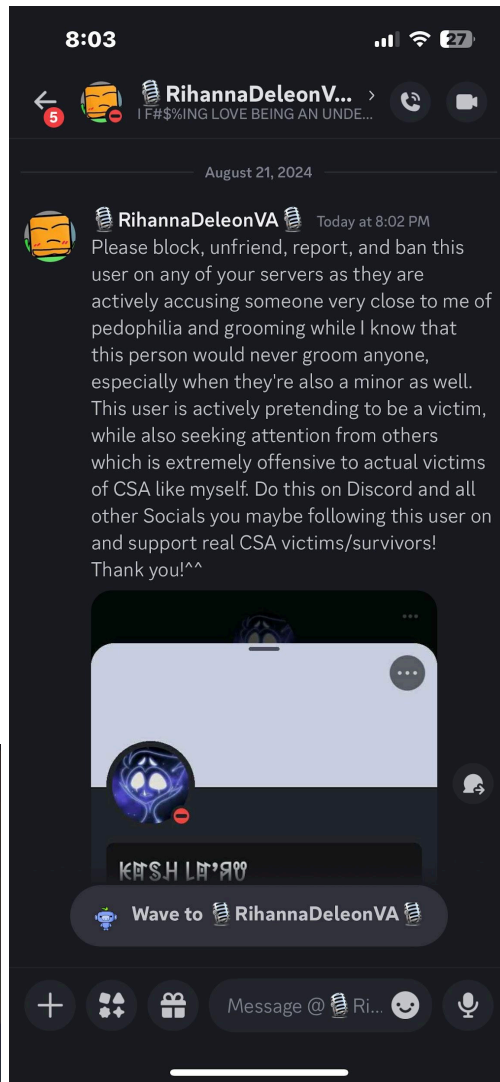 8:03
27
5
🎙RihannaDeleonV... >
I F#$%ING LOVE BEING AN UNDE...
August 21, 2024
🎙RihannaDeleonVA🎙 Today at 8:02 PM
Please block, unfriend, report, and ban this
user on any of your servers as they are
actively accusing someone very close to me of
pedophilia and grooming while I know that
this person would never groom anyone,
especially when they're also a minor as well.
This user is actively pretending to be a victim,
while also seeking attention from others
which is extremely offensive to actual victims
of CSA like myself. Do this on Discord and all
other Socials you maybe following this user on
and support real CSA victims/survivors!
Thank you!^^
Wave to 🎙RihannaDeleonVA🎙
Message @🎙Ri...